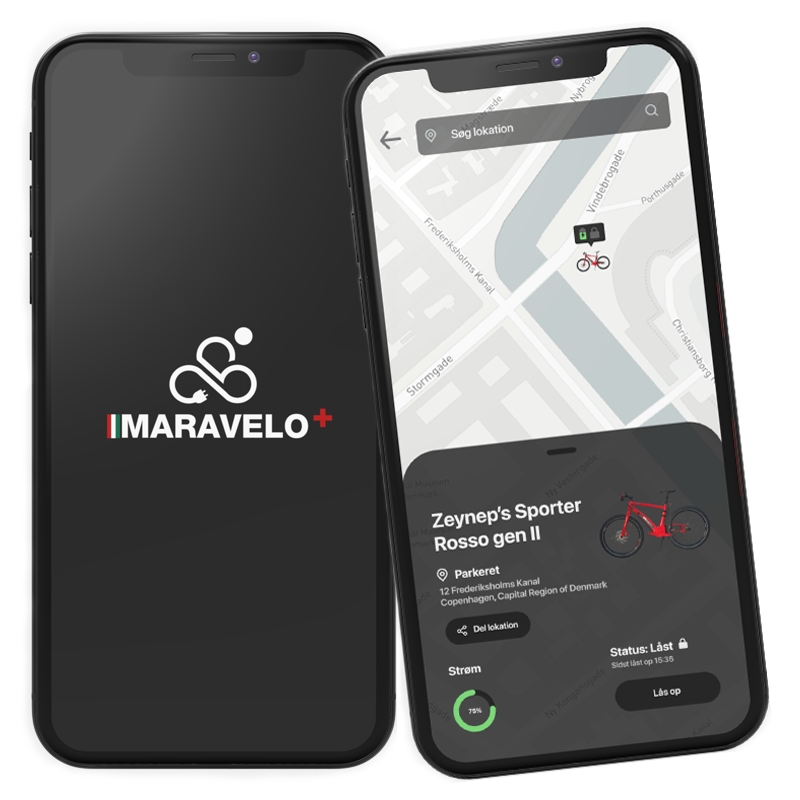 MARAVELO+
Nybrog
Søg lokation
Vindebrogade
Porthusgade
Frederiksholms Kanal
Christiansborg
Stormgade
Zeynep's Sporter
Rosso gen II
Parkeret
12 Frederiksholms Kanal
Copenhagen, Capital Region of Denmark
Del lokation
Status: Låst
Sidst låst op 15:35
Strøm
75%
Lås op